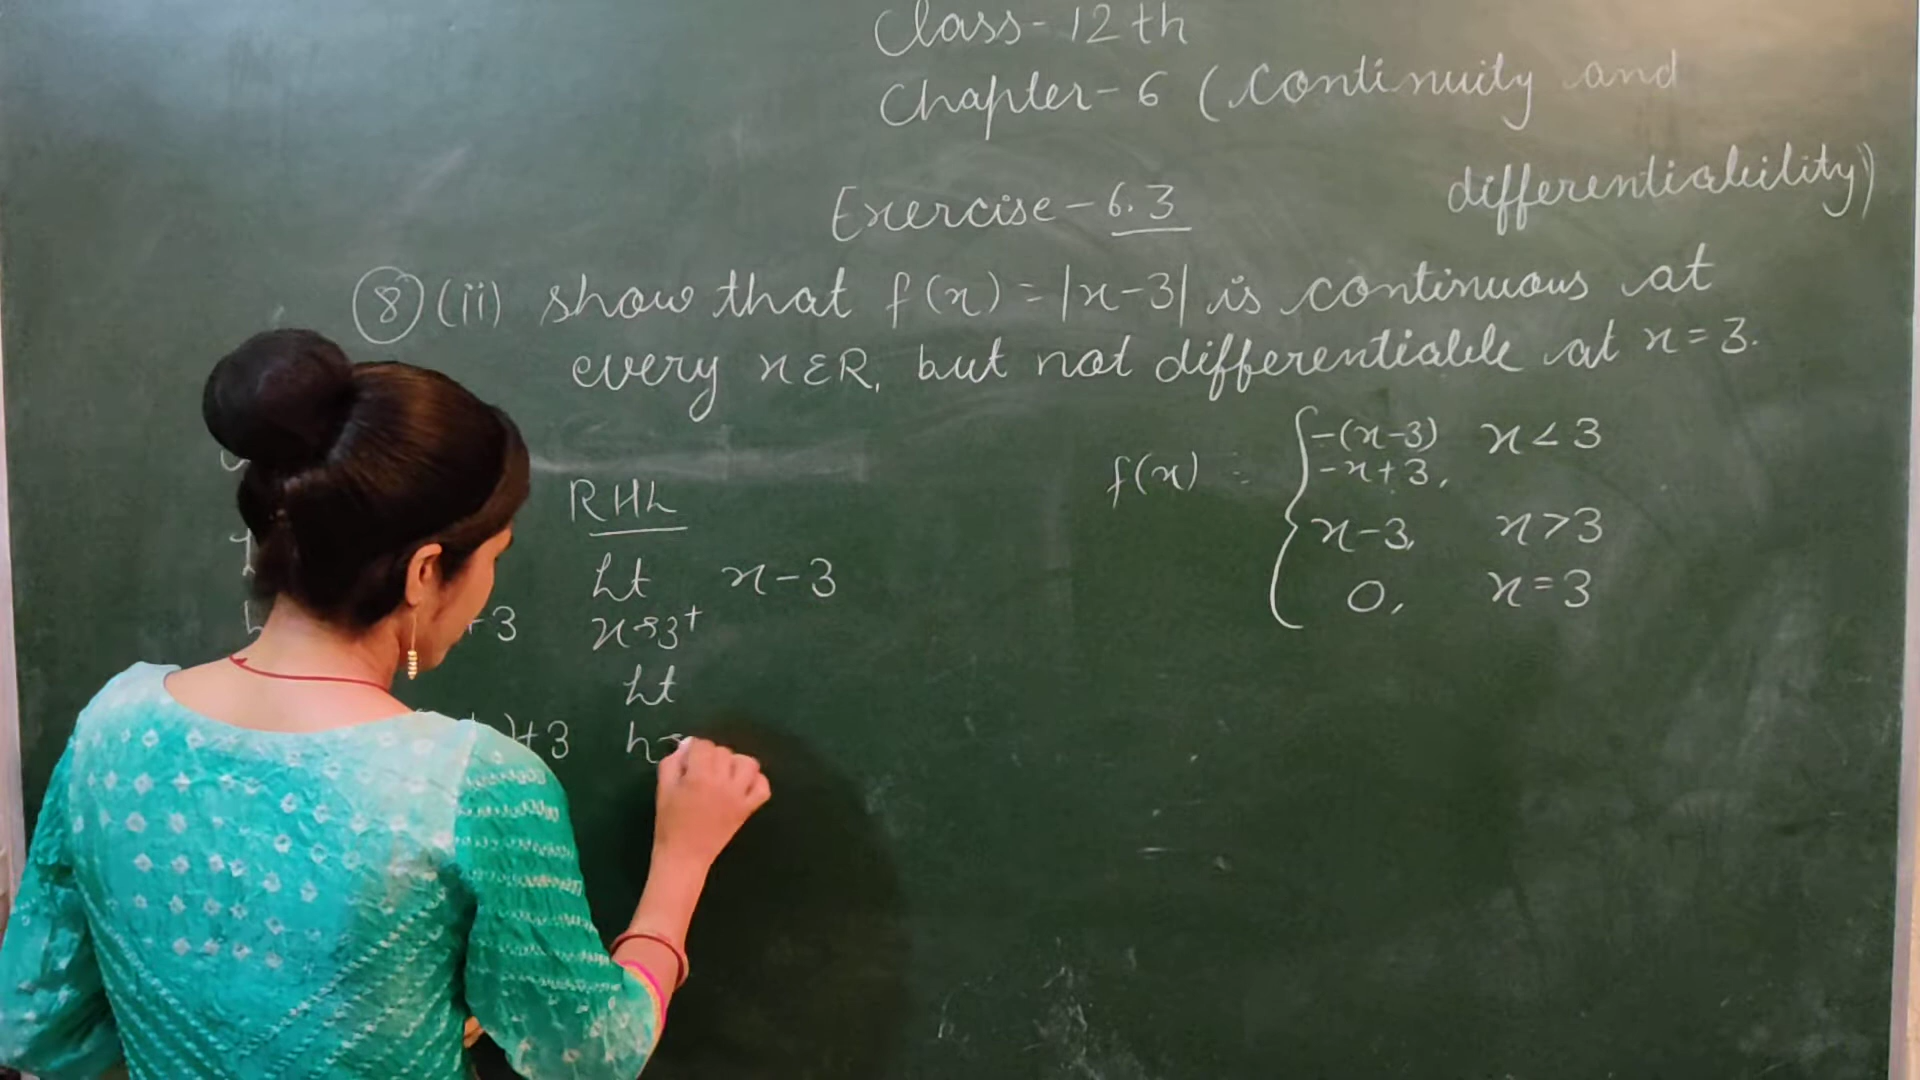 Class-12th
Chapter-6 (Continuity and
differentiability)
Exercise-6.3
8 (ii) show that f(x) = |x-3| is continuous at
every x ε R, but not differentiable at x = 3.
f(x) =
-(x-3) x < 3
-x+3,
x-3, x > 3
0, x = 3
RHL
Lt x-3
x→3⁺
Lt
+3
)+3